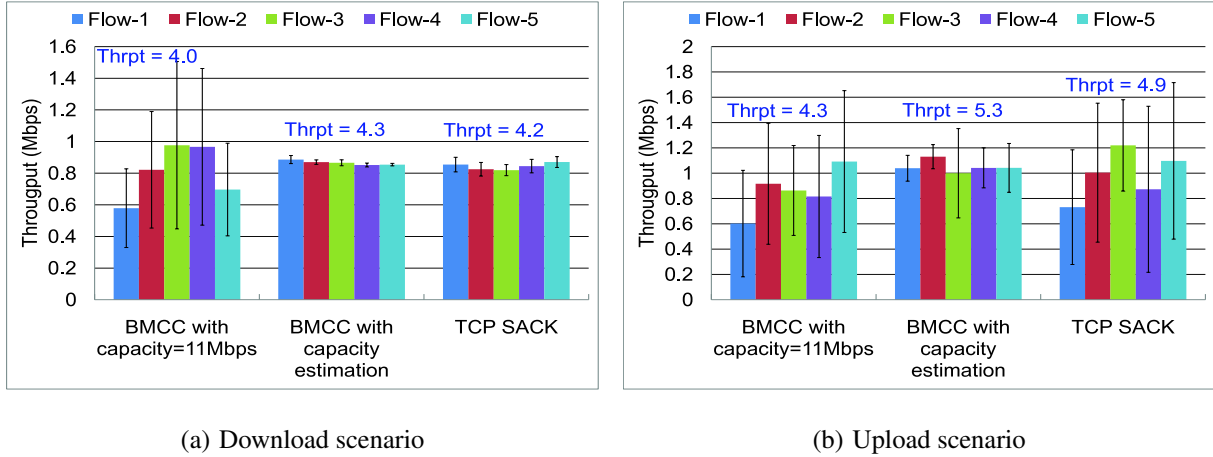 Flow-1 Flow-2 Flow-3 Flow-4 Flow-5
Througput (Mbps)
1.6
1.4
1.2
1
0.8
0.6
0.4
0.2
0
Thrpt = 4.0
Thrpt = 4.3
Thrpt = 4.2
BMCC with
capacity=11Mbps
BMCC with
capacity
estimation
TCP SACK
(a) Download scenario
Flow-1 Flow-2 Flow-3 Flow-4 Flow-5
Througput (Mbps)
2
1.8
1.6
1.4
1.2
1
0.8
0.6
0.4
0.2
0
Thrpt = 4.3
Thrpt = 5.3
Thrpt = 4.9
BMCC with
capacity=11Mbps
BMCC with
capacity
estimation
TCP SACK
(b) Upload scenario